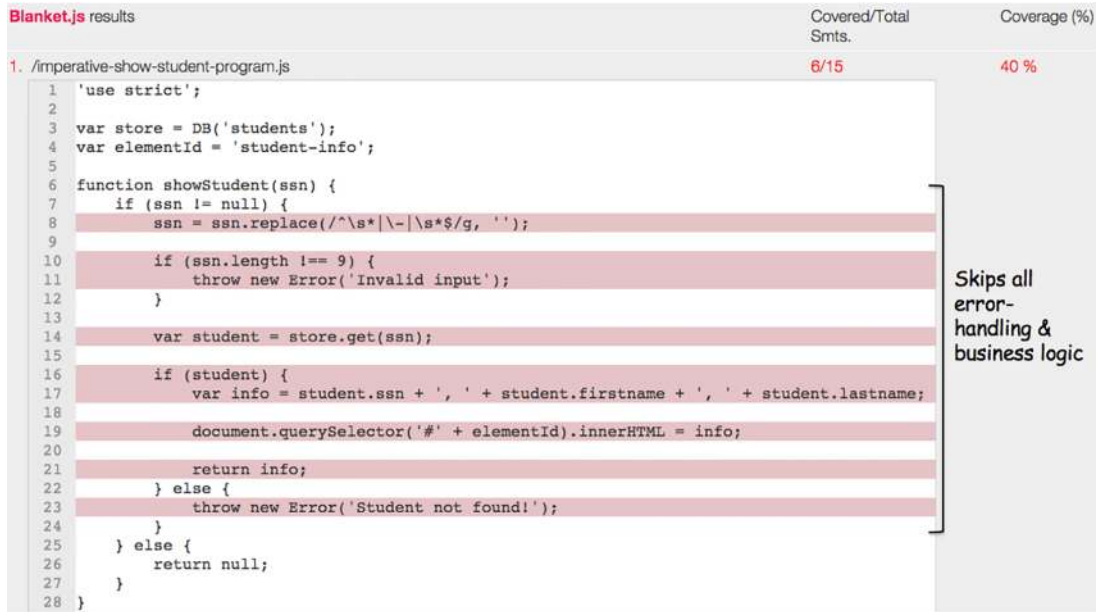 Blanket.js results Covered/Total Smts. Coverage (%)
1. /imperative-show-student-program.js 6/15 40 %
1 'use strict';
2
3 var store = DB('students');
4 var elementId = 'student-info';
5
6 function showStudent(ssn) {
7 if (ssn != null) {
8 ssn = ssn.replace(/^\s*|\-|\s*$/g, '');
9
10 if (ssn.length !== 9) {
11 throw new Error('Invalid input');
12 }
13
14 var student = store.get(ssn);
15
16 if (student) {
17 var info = student.ssn + ', ' + student.firstname + ', ' + student.lastname;
18
19 document.querySelector('#' + elementId).innerHTML = info;
20
21 return info;
22 } else {
23 throw new Error('Student not found!');
24 }
25 } else {
26 return null;
27 }
28 }
Skips all
error-
handling &
business logic